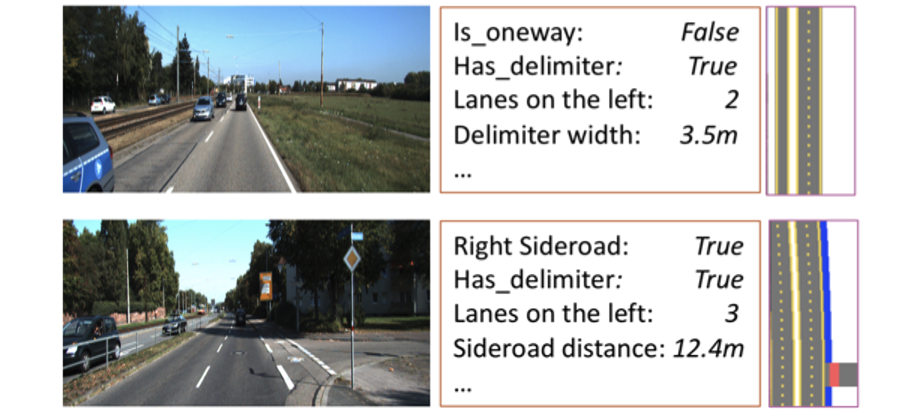 Is_oneway: False
Has_delimiter: True
Lanes on the left: 2
Delimiter width: 3.5m
...
Right Sideroad: True
Has_delimiter: True
Lanes on the left: 3
Sideroad distance: 12.4m
...